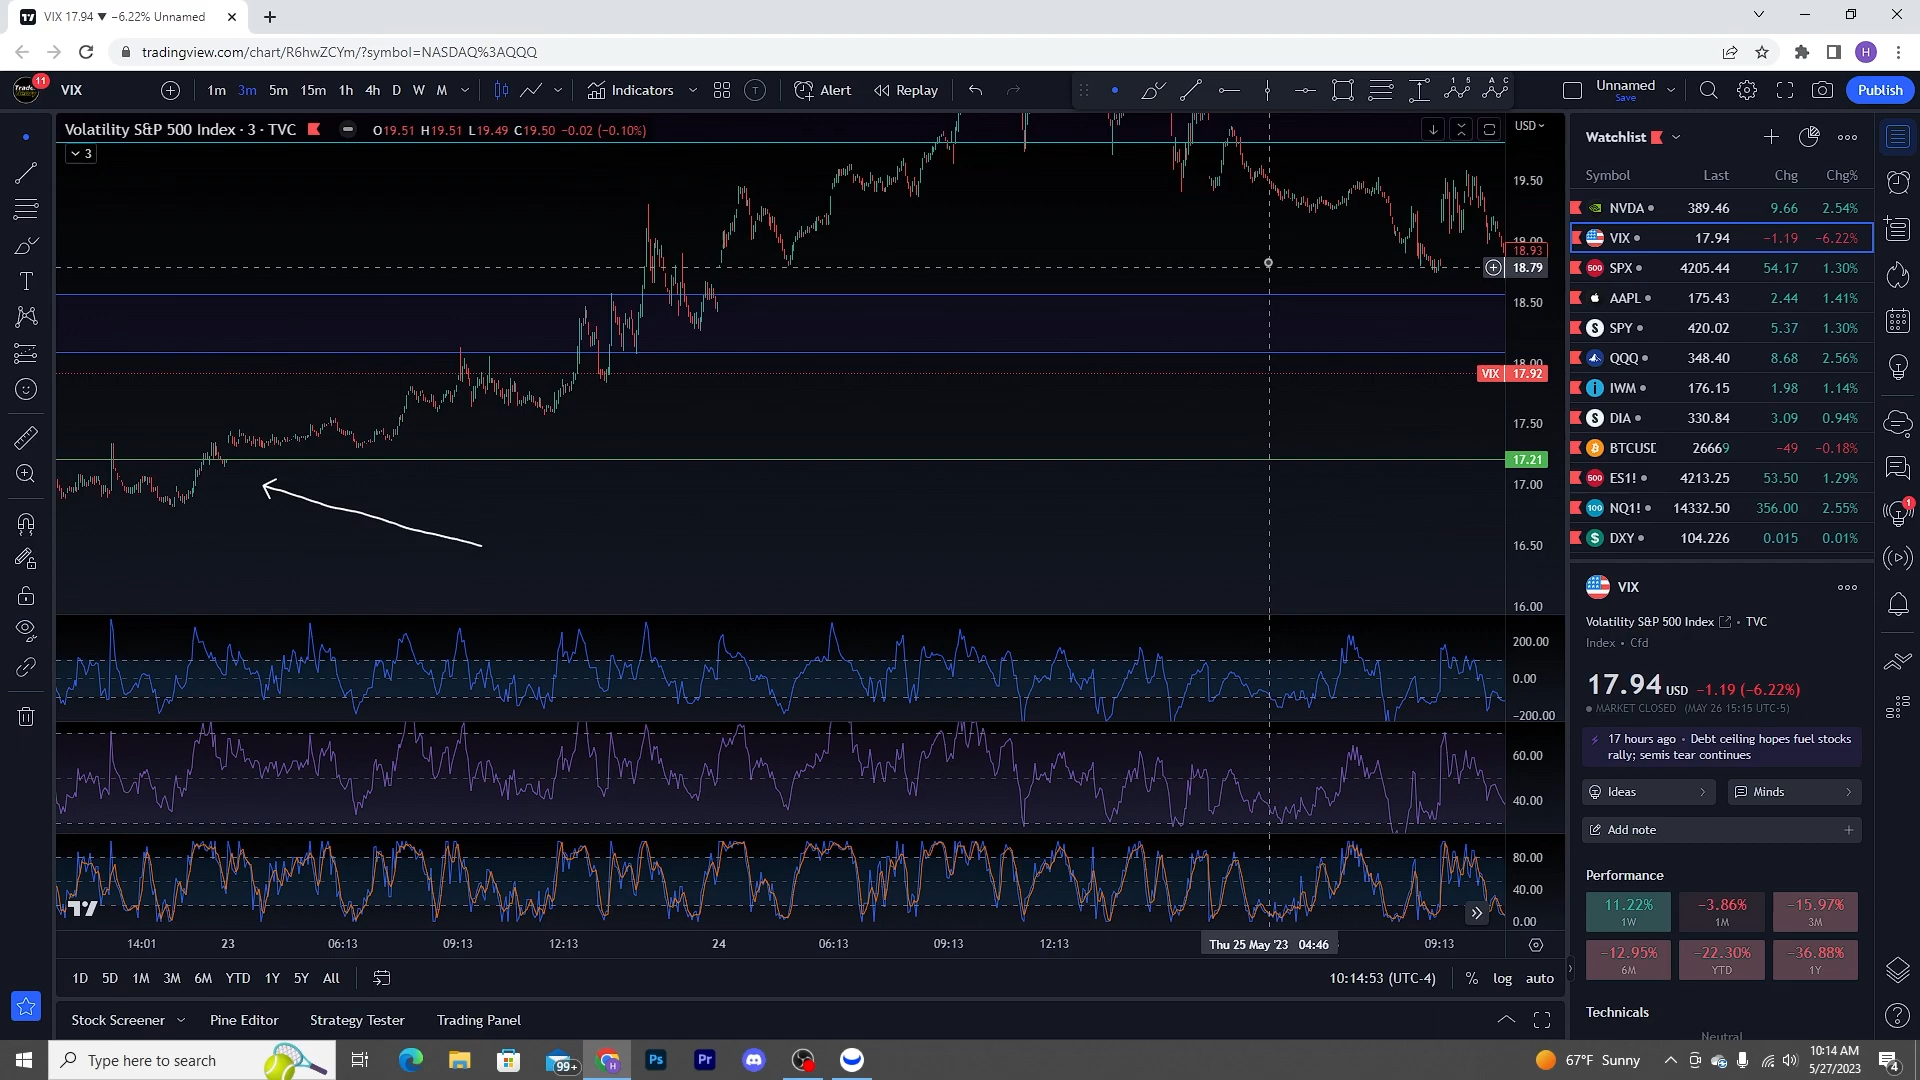 VIX 17.94 ▼ −6.22% Unnamed
tradingview.com/chart/R6hwZCYm/?symbol=NASDAQ%3AQQQ
H
11
VIX
1m 3m 5m 15m 1h 4h D W M
Indicators
T
Alert
Replay
Unnamed
Save
Publish
Volatility S&P 500 Index · 3 · TVC
O19.51 H19.51 L19.49 C19.50 −0.02 (−0.10%)
3
USD
19.50
19.00
18.93
18.79
18.50
18.00
VIX 17.92
17.50
17.21
17.00
16.50
16.00
200.00
0.00
−200.00
60.00
40.00
80.00
40.00
0.00
14:01 23 06:13 09:13 12:13 24 06:13 09:13 12:13 Thu 25 May '23 04:46 09:13
1D 5D 1M 3M 6M YTD 1Y 5Y All
10:14:53 (UTC-4) % log auto
Stock Screener Pine Editor Strategy Tester Trading Panel
Watchlist
Symbol Last Chg Chg%
NVDA 389.46 9.66 2.54%
VIX 17.94 −1.19 −6.22%
500 SPX 4205.44 54.17 1.30%
AAPL 175.43 2.44 1.41%
S SPY 420.02 5.37 1.30%
QQQ 348.40 8.68 2.56%
IWM 176.15 1.98 1.14%
S DIA 330.84 3.09 0.94%
BTCUSE 26669 −49 −0.18%
500 ES1! 4213.25 53.50 1.29%
100 NQ1! 14332.50 356.00 2.55%
$ DXY 104.226 0.015 0.01%
1
VIX
Volatility S&P 500 Index · TVC
Index · Cfd
17.94 USD −1.19 (−6.22%)
MARKET CLOSED (MAY 26 15:15 UTC-5)
17 hours ago · Debt ceiling hopes fuel stocks
rally; semis tear continues
Ideas
Minds
Add note
Performance
11.22% −3.86% −15.97%
1W 1M 3M
−12.95% −22.30% −36.88%
6M YTD 1Y
Technicals
Neutral
Type here to search
99+
Ps
Pr
67°F Sunny
10:14 AM
5/27/2023
4